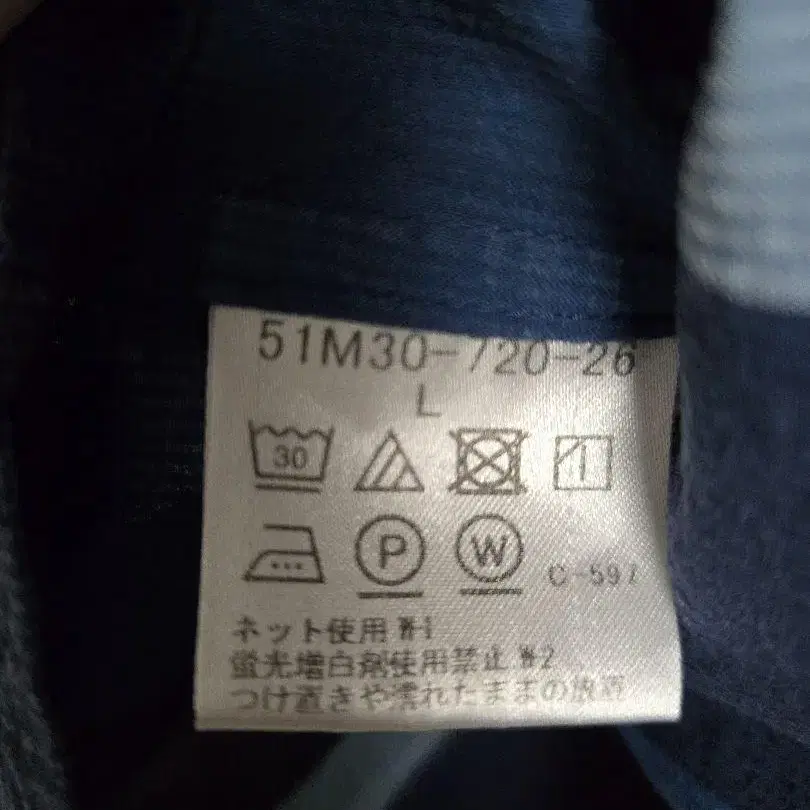 51M30-720-26
L
30
P W C-597
ネット使用 W-1
蛍光増白剤使用禁止 W-2
つけ置きや濡れたままの放置